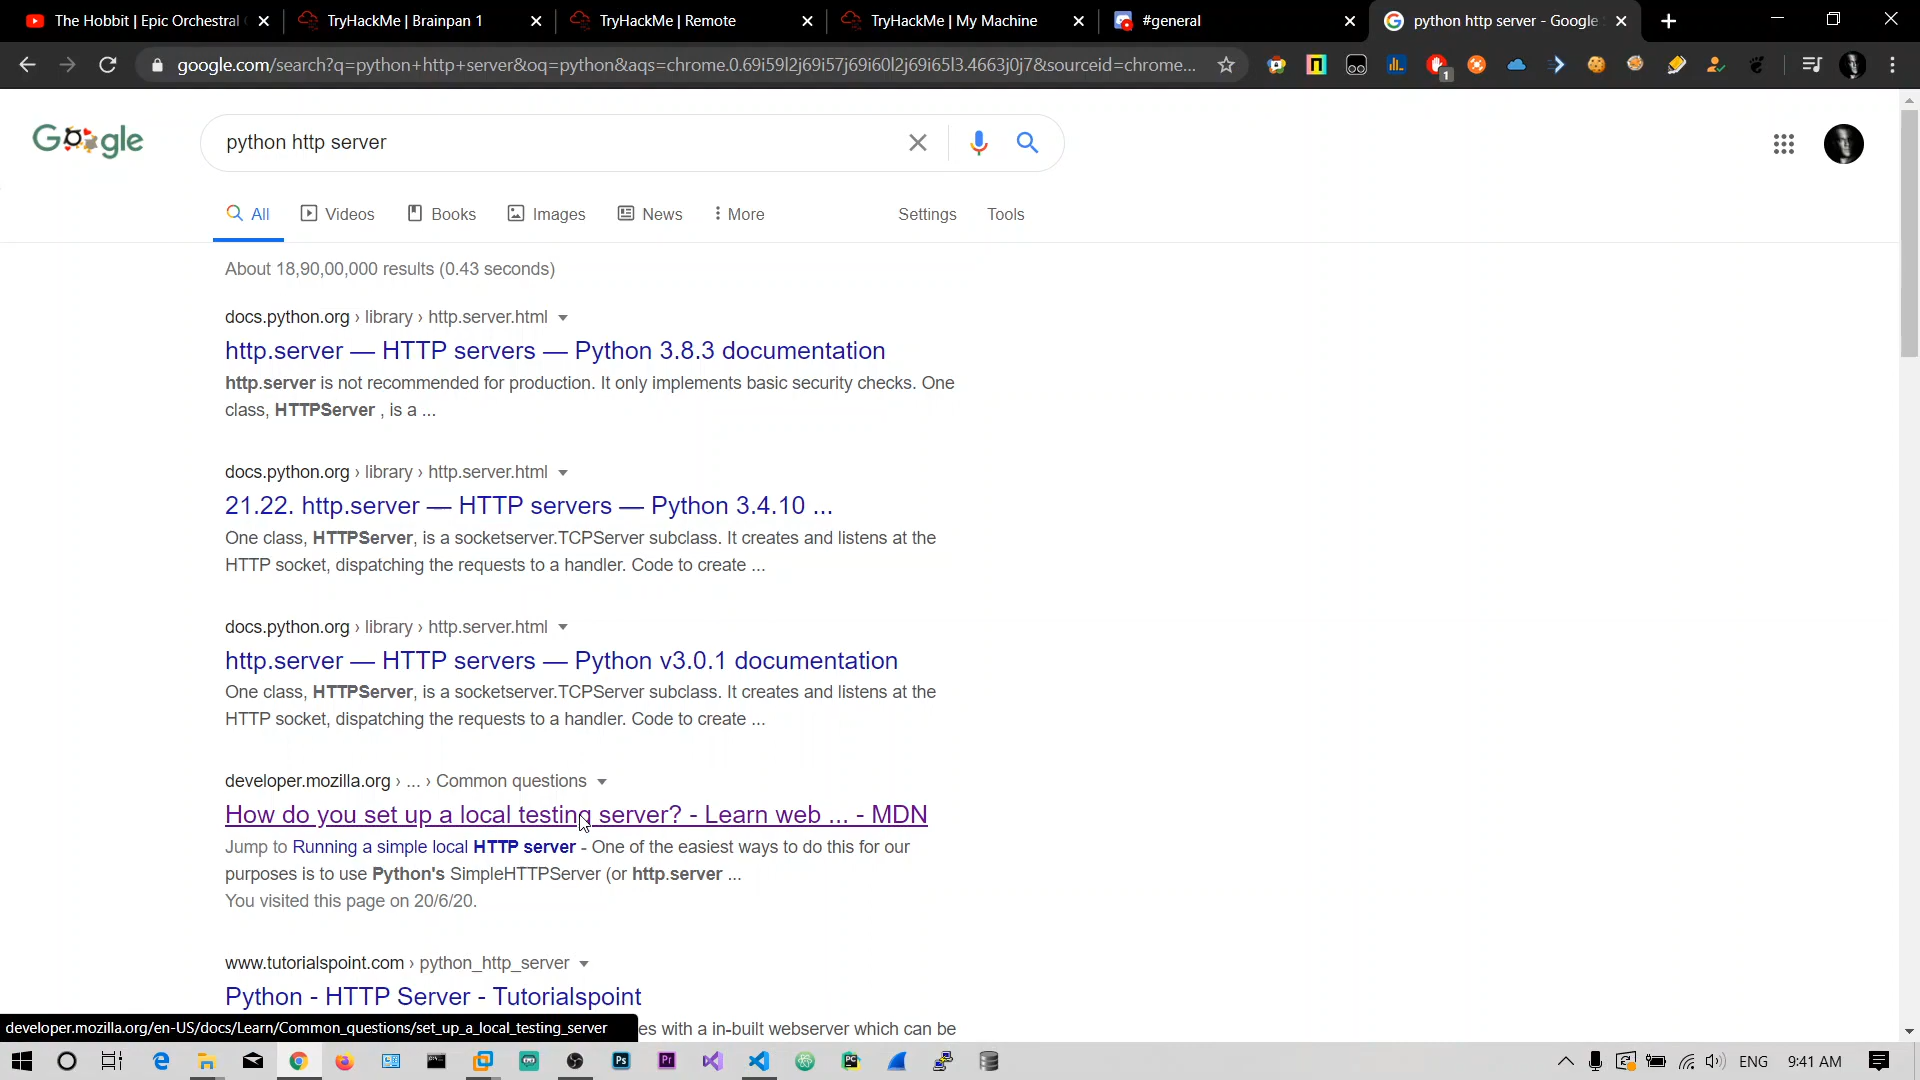 The Hobbit | Epic Orchestral
TryHackMe | Brainpan 1
TryHackMe | Remote
TryHackMe | My Machine
#general
python http server - Google
google.com/search?q=python+http+server&oq=python&aqs=chrome.0.69i59l2j69i57j69i60l2j69i65l3.4663j0j7&sourceid=chrome...
1
Google
python http server
All
Videos
Books
Images
News
More
Settings
Tools
About 18,90,00,000 results (0.43 seconds)
docs.python.org › library › http.server.html
http.server — HTTP servers — Python 3.8.3 documentation
http.server is not recommended for production. It only implements basic security checks. One
class, HTTPServer , is a ...
docs.python.org › library › http.server.html
21.22. http.server — HTTP servers — Python 3.4.10 ...
One class, HTTPServer, is a socketserver.TCPServer subclass. It creates and listens at the
HTTP socket, dispatching the requests to a handler. Code to create ...
docs.python.org › library › http.server.html
http.server — HTTP servers — Python v3.0.1 documentation
One class, HTTPServer, is a socketserver.TCPServer subclass. It creates and listens at the
HTTP socket, dispatching the requests to a handler. Code to create ...
developer.mozilla.org › ... › Common questions
How do you set up a local testing server? - Learn web ... - MDN
Jump to Running a simple local HTTP server - One of the easiest ways to do this for our
purposes is to use Python's SimpleHTTPServer (or http.server ...
You visited this page on 20/6/20.
www.tutorialspoint.com › python_http_server
Python - HTTP Server - Tutorialspoint
es with a in-built webserver which can be
developer.mozilla.org/en-US/docs/Learn/Common_questions/set_up_a_local_testing_server
Ps
Pr
PC
ENG
9:41 AM